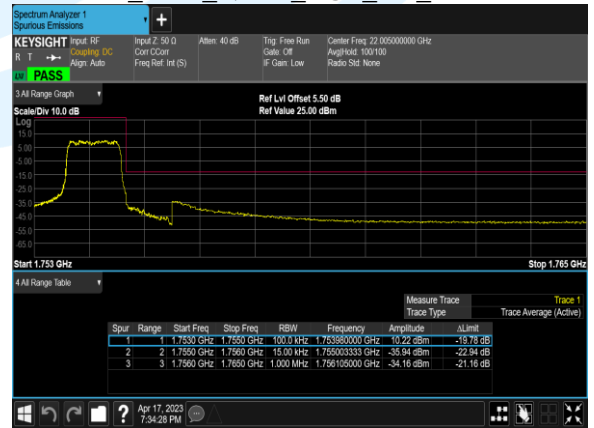 Spectrum Analyzer 1
Spurious Emissions
+
KEYSIGHT Input: RF Input Z: 50 Ω Atten: 40 dB Trig: Free Run Center Freq: 22.005000000 GHz
Coupling: DC Corr CCorr Gate: Off Avg|Hold: 100/100
R T Align: Auto Freq Ref: Int (S) IF Gain: Low Radio Std: None
LV PASS
3 All Range Graph
Ref Lvl Offset 5.50 dB
Scale/Div 10.0 dB Ref Value 25.00 dBm
Log
15.0
5.00
-5.00
-15.0
-25.0
-35.0
-45.0
-55.0
-65.0
Start 1.753 GHz Stop 1.765 GHz
4 All Range Table
Measure Trace Trace 1
Trace Type Trace Average (Active)
Spur Range Start Freq Stop Freq RBW Frequency Amplitude ΔLimit
1 1 1.7530 GHz 1.7550 GHz 100.0 kHz 1.753980000 GHz 10.22 dBm -19.78 dB
2 2 1.7550 GHz 1.7560 GHz 15.00 kHz 1.755003333 GHz -35.94 dBm -22.94 dB
3 3 1.7560 GHz 1.7650 GHz 1.000 MHz 1.756105000 GHz -34.16 dBm -21.16 dB
? Apr 17, 2023
7:34:28 PM